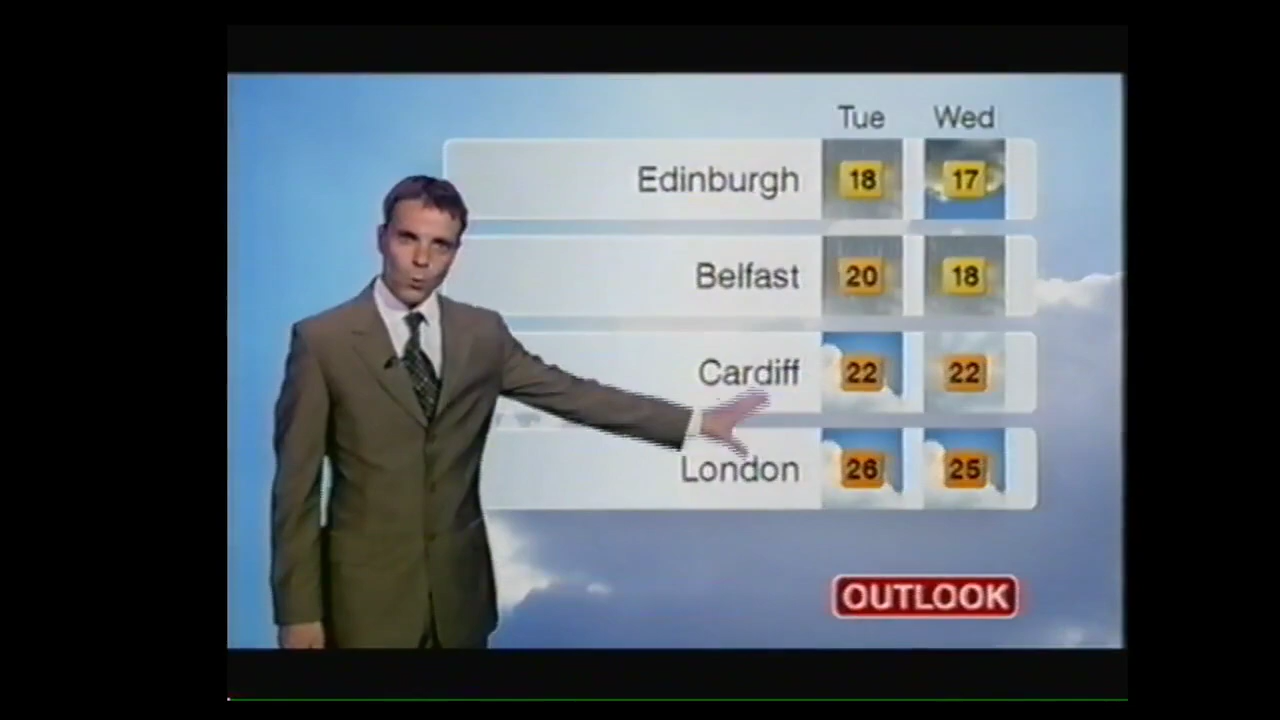 Tue Wed
Edinburgh 18 17
Belfast 20 18
Cardiff 22 22
London 26 25
OUTLOOK